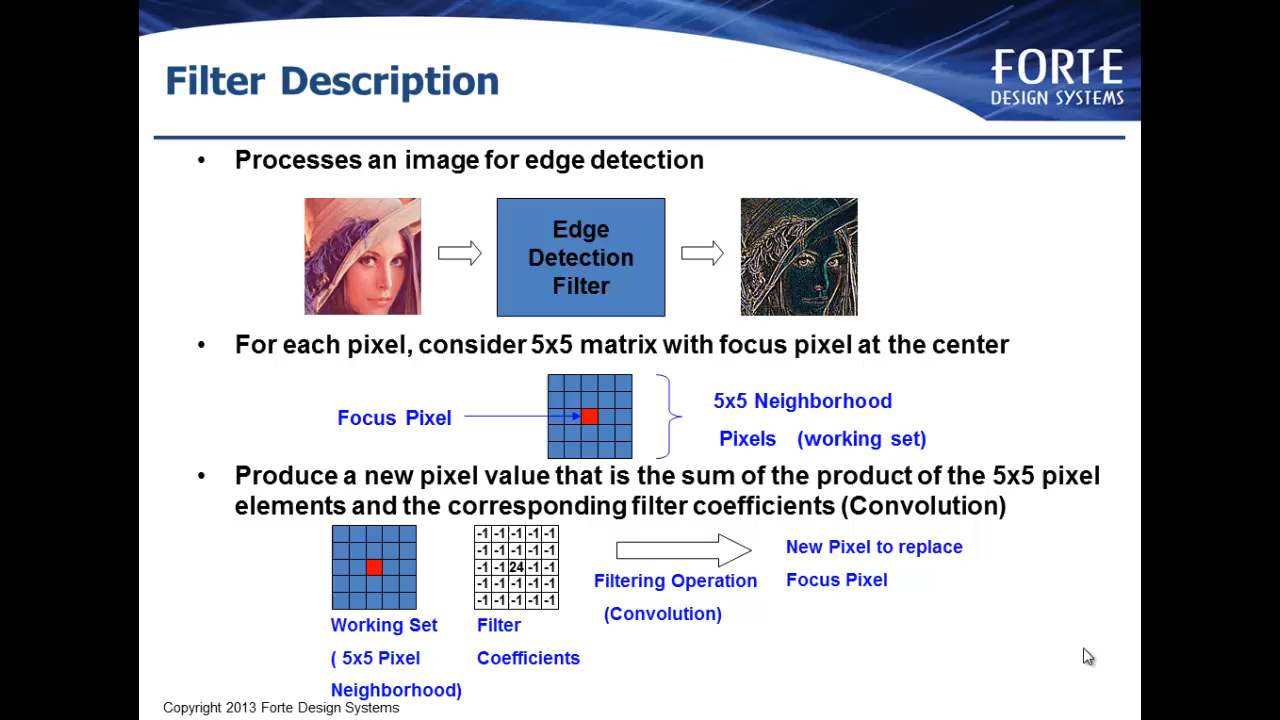 Filter Description
FORTE
DESIGN SYSTEMS
• Processes an image for edge detection
Edge
Detection
Filter
• For each pixel, consider 5x5 matrix with focus pixel at the center
Focus Pixel
5x5 Neighborhood
Pixels (working set)
• Produce a new pixel value that is the sum of the product of the 5x5 pixel
elements and the corresponding filter coefficients (Convolution)
-1 -1 -1 -1 -1
-1 -1 -1 -1 -1
-1 -1 24 -1 -1
-1 -1 -1 -1 -1
-1 -1 -1 -1 -1
Working Set
( 5x5 Pixel
Neighborhood)
Filter
Coefficients
Filtering Operation
(Convolution)
New Pixel to replace
Focus Pixel
Copyright 2013 Forte Design Systems